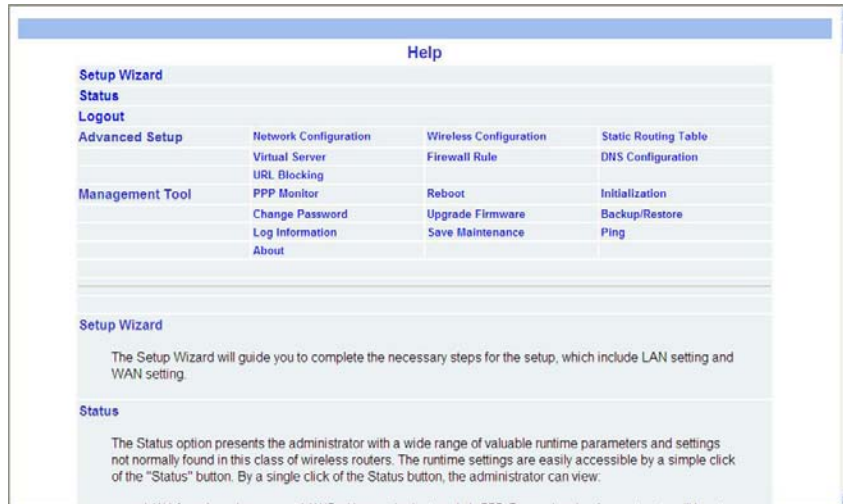 Help
Setup Wizard
Status
Logout
Advanced Setup Network Configuration Wireless Configuration Static Routing Table
Virtual Server Firewall Rule DNS Configuration
URL Blocking
Management Tool PPP Monitor Reboot Initialization
Change Password Upgrade Firmware Backup/Restore
Log Information Save Maintenance Ping
About
Setup Wizard
The Setup Wizard will guide you to complete the necessary steps for the setup, which include LAN setting and
WAN setting.
Status
The Status option presents the administrator with a wide range of valuable runtime parameters and settings
not normally found in this class of wireless routers. The runtime settings are easily accessible by a simple click
of the "Status" button. By a single click of the Status button, the administrator can view: